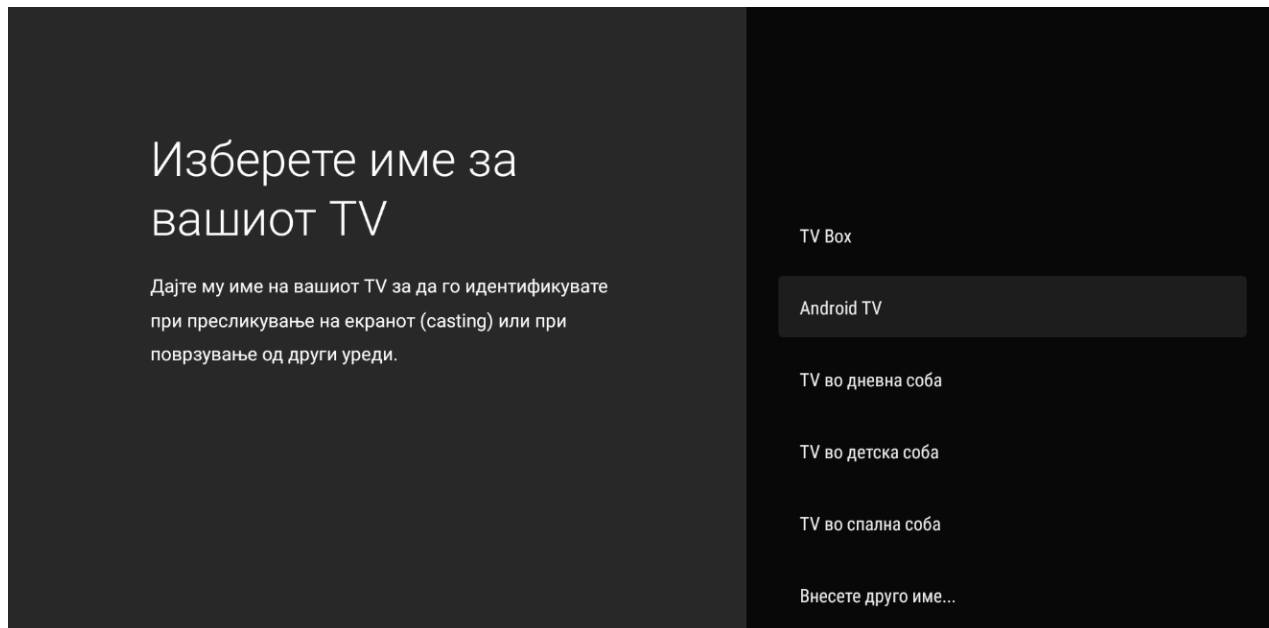 Изберете име за
вашиот TV
Дајте му име на вашиот TV за да го идентификувате
при пресликување на екранот (casting) или при
поврзување од други уреди.
TV Box
Android TV
TV во дневна соба
TV во детска соба
TV во спална соба
Внесете друго име...